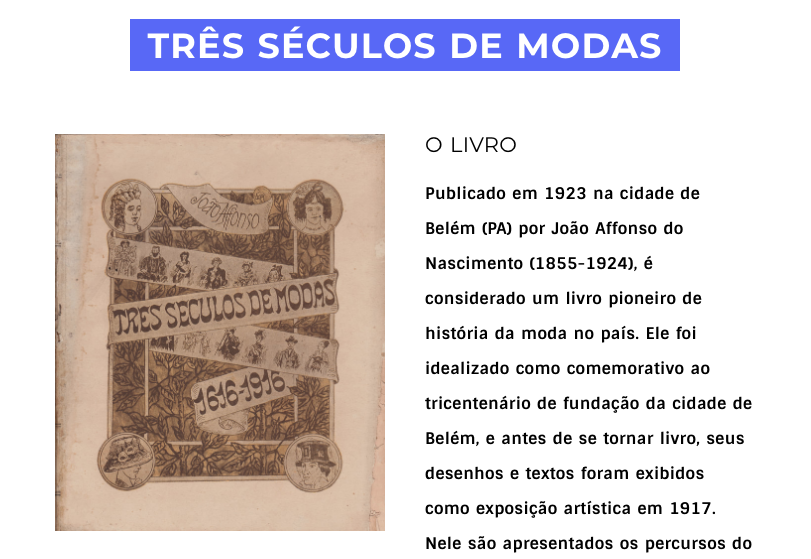 TRÊS SÉCULOS DE MODAS
João Affonso
TRES SECULOS DE MODAS
1616-1916
O LIVRO
Publicado em 1923 na cidade de
Belém (PA) por João Affonso do
Nascimento (1855-1924), é
considerado um livro pioneiro de
história da moda no país. Ele foi
idealizado como comemorativo ao
tricentenário de fundação da cidade de
Belém, e antes de se tornar livro, seus
desenhos e textos foram exibidos
como exposição artística em 1917.
Nele são apresentados os percursos do